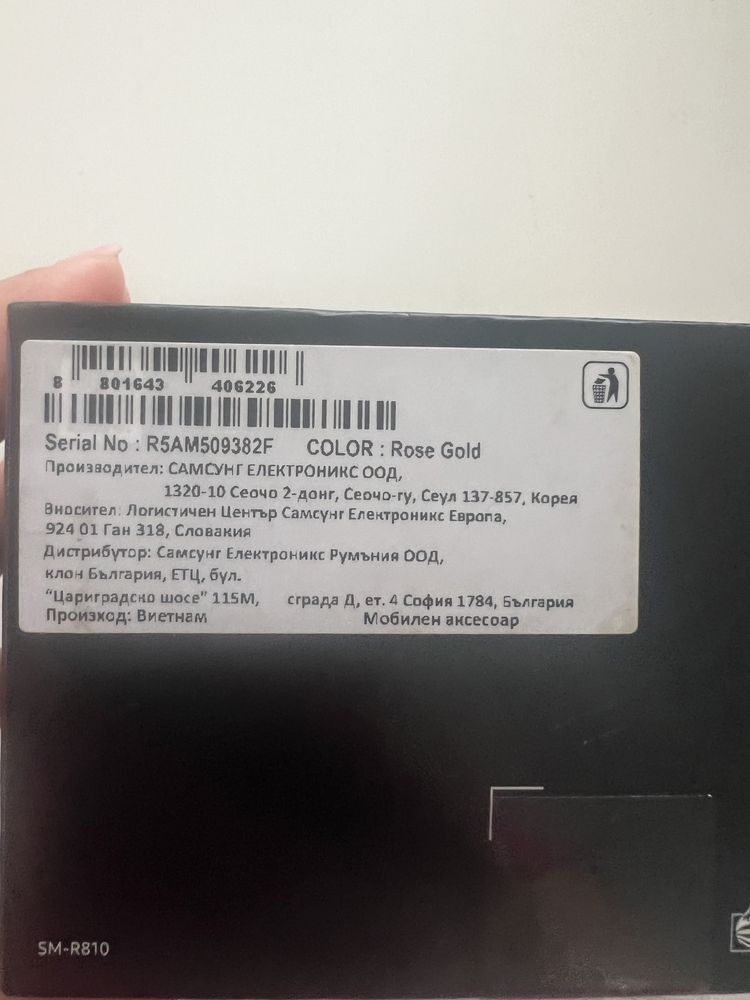 8 801643 406226
Serial No : R5AM509382F COLOR : Rose Gold
Производител: САМСУНГ ЕЛЕКТРОНИКС ООД,
1320-10 Сеочо 2-донг, Сеочо-гу, Сеул 137-857, Корея
Вносител: Логистичен Център Самсунг Електроникс Европа,
924 01 Ган 318, Словакия
Дистрибутор: Самсунг Електроникс Румъния ООД,
клон България, ЕТЦ, бул.
"Цариградско шосе" 115М, сграда Д, ет. 4 София 1784, България
Произход: Виетнам Мобилен аксесоар
SM-R810